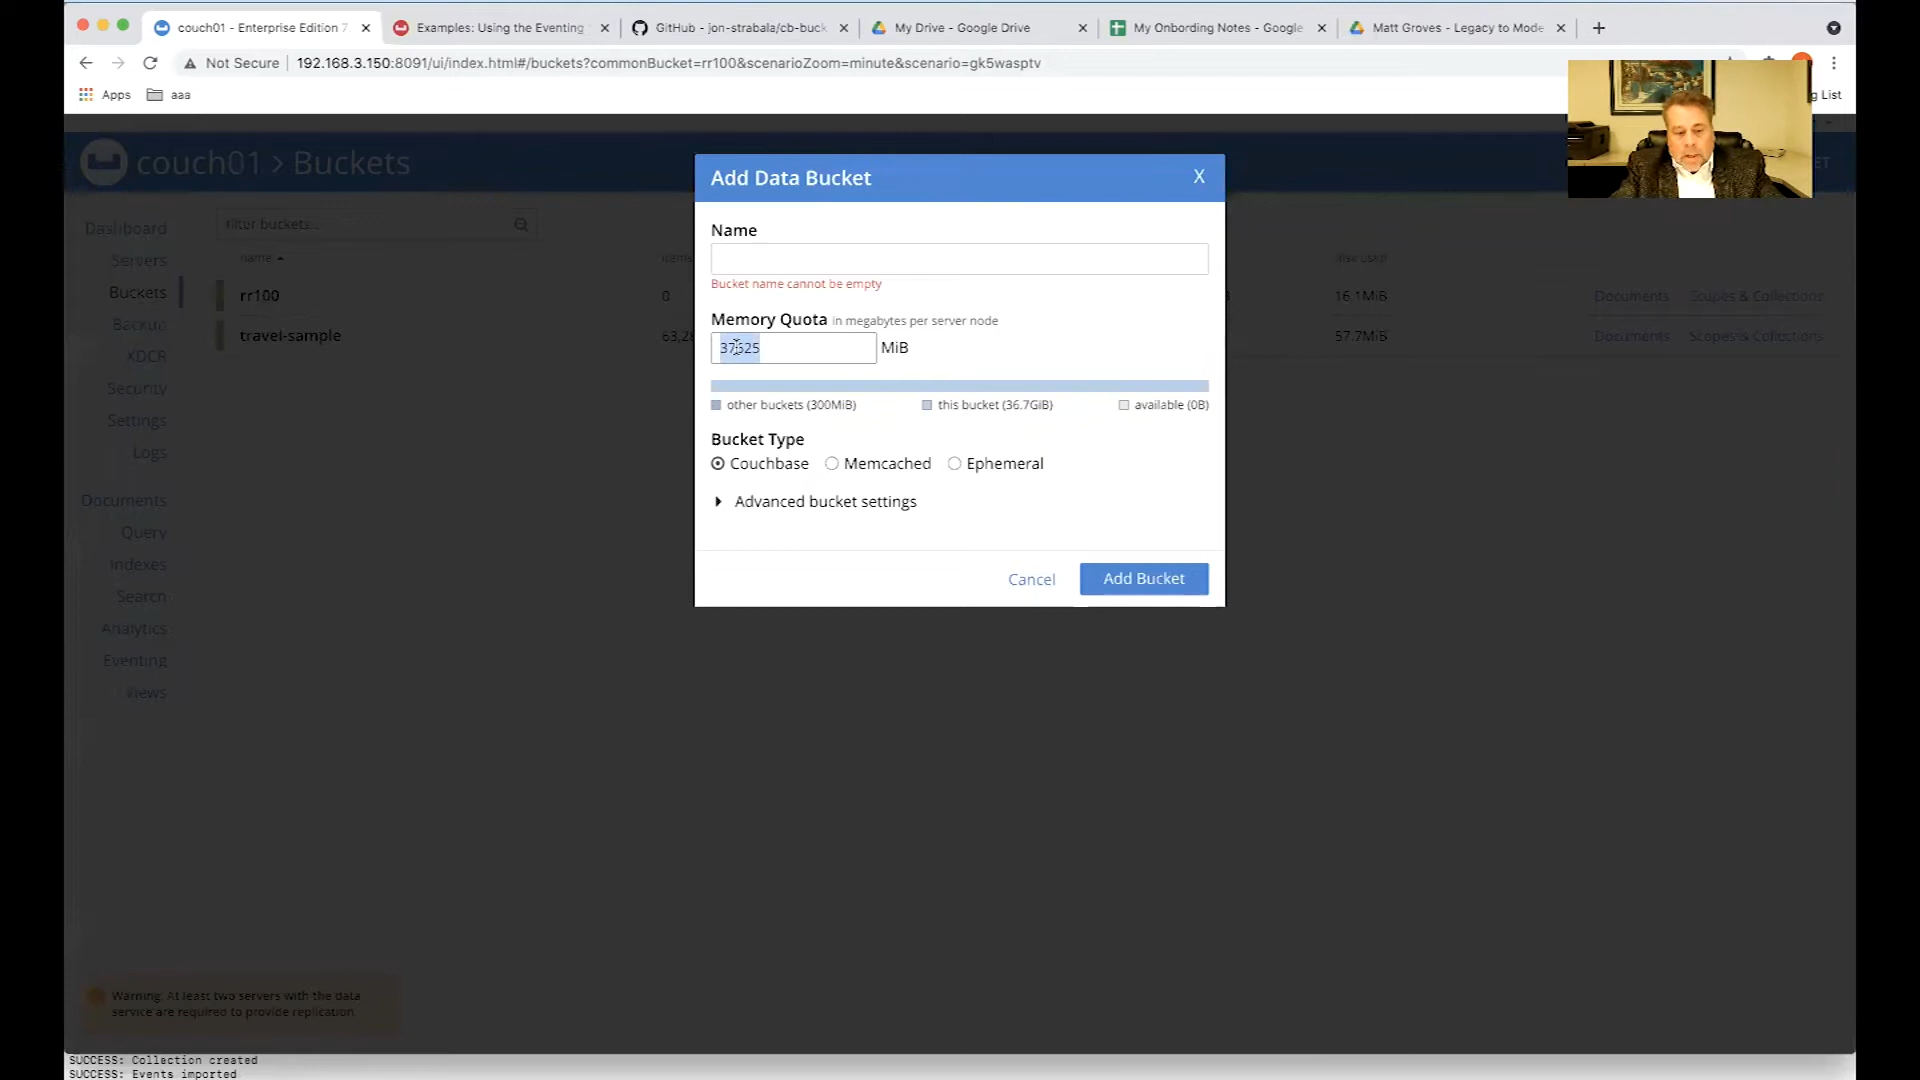 couch01 - Enterprise Edition 7
Examples: Using the Eventing
GitHub - jon-strabala/cb-buck
My Drive - Google Drive
My Onbording Notes - Google
Matt Groves - Legacy to Mode
Not Secure
192.168.3.150:8091/ui/index.html#/buckets?commonBucket=rr100&scenarioZoom=minute&scenario=gk5wasptv
Apps
aaa
g List
couch01 > Buckets
Add Data Bucket
X
Dashboard
Servers
Buckets
Backup
XDCR
Security
Settings
Logs
Documents
Query
Indexes
Search
Analytics
Eventing
Views
filter buckets...
name
items
disk used
rr100
0
16.1MiB
Documents
Scopes & Collections
travel-sample
63,28
57.7MiB
Documents
Scopes & Collections
Name
Bucket name cannot be empty
Memory Quota in megabytes per server node
37625 MiB
other buckets (300MiB)
this bucket (36.7GiB)
available (0B)
Bucket Type
Couchbase
Memcached
Ephemeral
Advanced bucket settings
Cancel
Add Bucket
Warning: At least two servers with the data
service are required to provide replication.
SUCCESS: Collection created
SUCCESS: Events imported